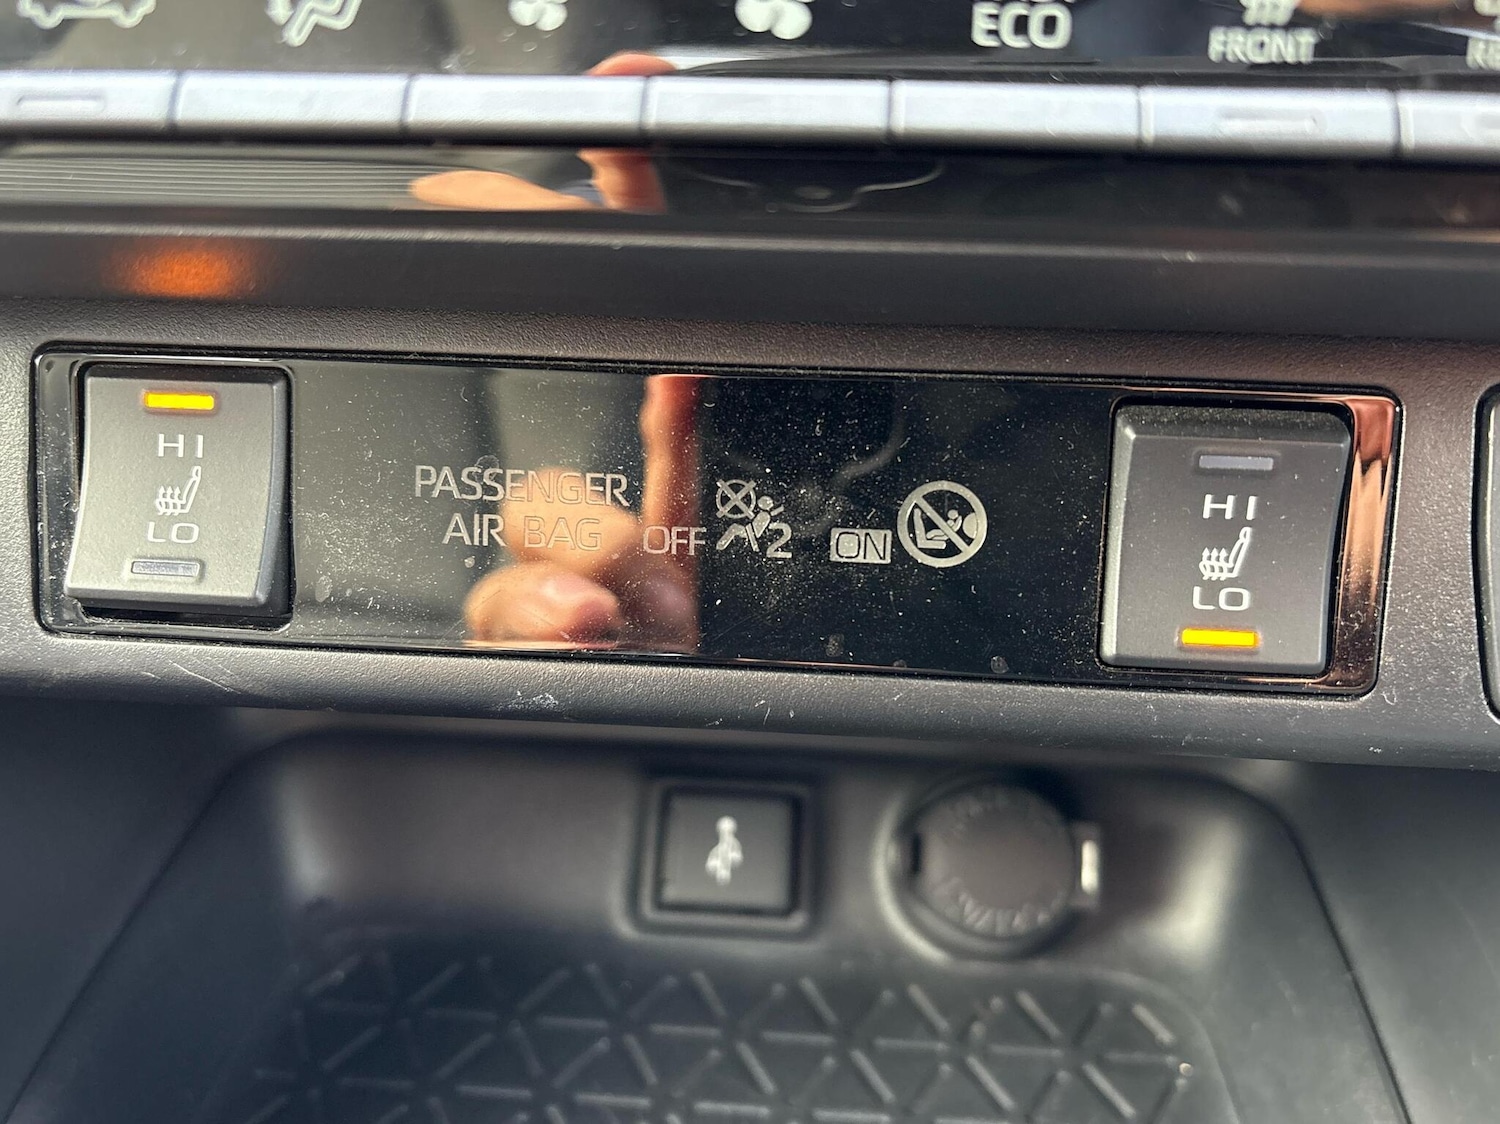 ECO
FRONT
HI
LO
PASSENGER
AIR BAG OFF 2 ON
HI
LO